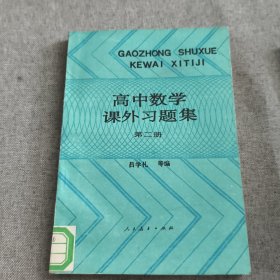 GAOZHONG SHUXUE
KEWAI XITIJI
高中数学
课外习题集
第二册
吕学礼 等编
人民教育出版社